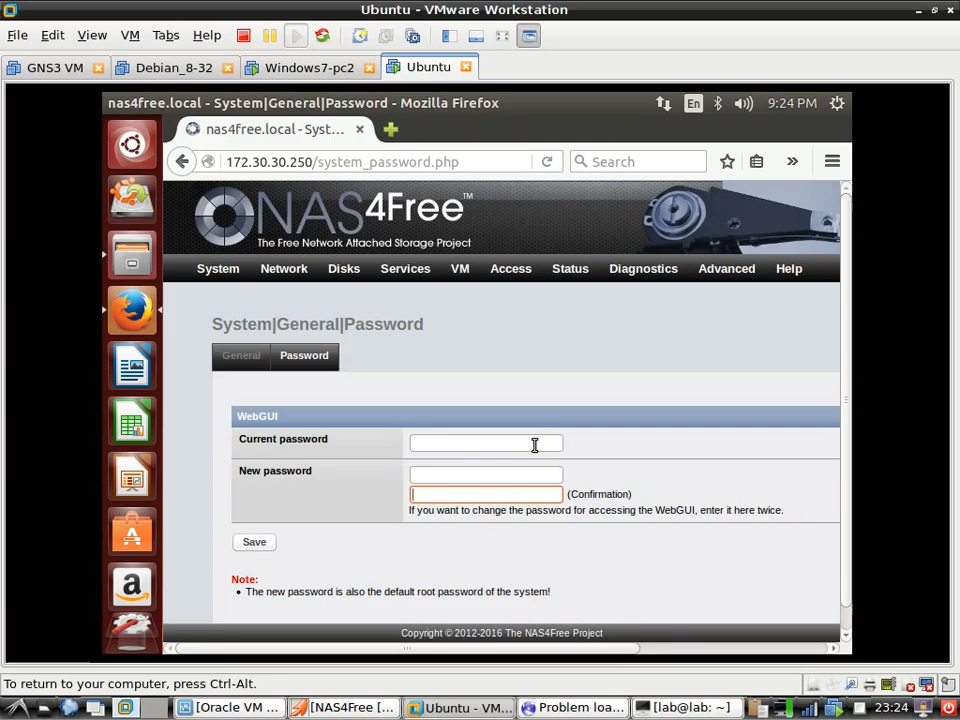 Ubuntu - VMware Workstation
File Edit View VM Tabs Help
GNS3 VM Debian_8-32 Windows7-pc2 Ubuntu
nas4free.local - System|General|Password - Mozilla Firefox En 9:24 PM
nas4free.local - Syst...
172.30.30.250/system_password.php Search
NAS4Free™
The Free Network Attached Storage Project
System Network Disks Services VM Access Status Diagnostics Advanced Help
System|General|Password
General Password
WebGUI
Current password
New password
(Confirmation)
If you want to change the password for accessing the WebGUI, enter it here twice.
Save
Note:
• The new password is also the default root password of the system!
Copyright © 2012-2016 The NAS4Free Project
To return to your computer, press Ctrl-Alt.
[Oracle VM ... [NAS4Free [... Ubuntu - VM... Problem loa... [lab@lab: ~] 23:24